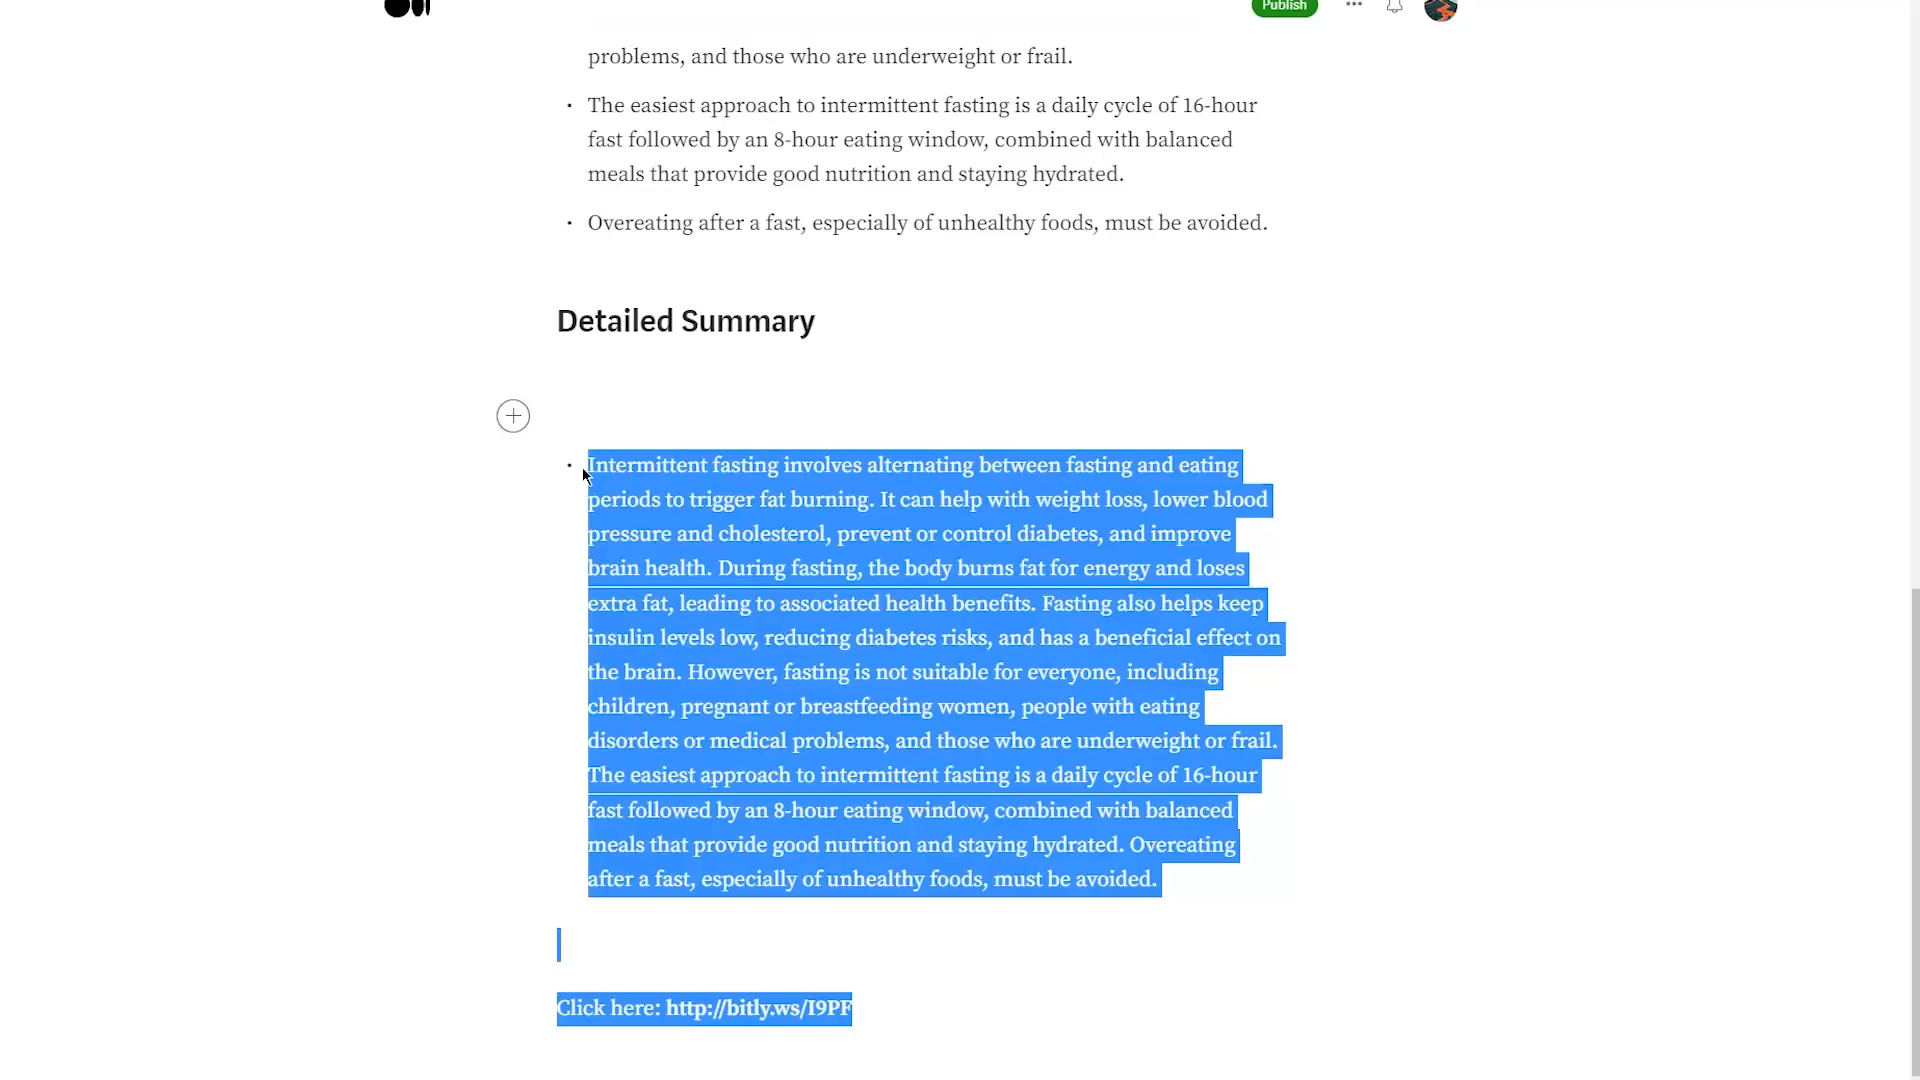 Publish
problems, and those who are underweight or frail.
• The easiest approach to intermittent fasting is a daily cycle of 16-hour
fast followed by an 8-hour eating window, combined with balanced
meals that provide good nutrition and staying hydrated.
• Overeating after a fast, especially of unhealthy foods, must be avoided.
Detailed Summary
• Intermittent fasting involves alternating between fasting and eating
periods to trigger fat burning. It can help with weight loss, lower blood
pressure and cholesterol, prevent or control diabetes, and improve
brain health. During fasting, the body burns fat for energy and loses
extra fat, leading to associated health benefits. Fasting also helps keep
insulin levels low, reducing diabetes risks, and has a beneficial effect on
the brain. However, fasting is not suitable for everyone, including
children, pregnant or breastfeeding women, people with eating
disorders or medical problems, and those who are underweight or frail.
The easiest approach to intermittent fasting is a daily cycle of 16-hour
fast followed by an 8-hour eating window, combined with balanced
meals that provide good nutrition and staying hydrated. Overeating
after a fast, especially of unhealthy foods, must be avoided.
Click here: http://bitly.ws/I9PF